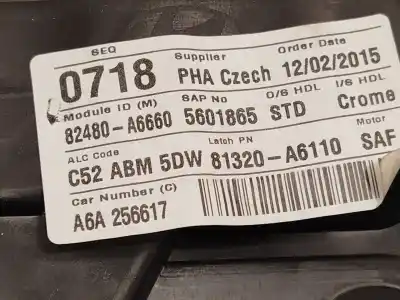 SEQ Supplier Order Date
0718 PHA Czech 12/02/2015
Module ID (M) SAP No O/S HDL I/S HDL
82480-A6660 5601865 STD Crome
ALC Code Latch PN Motor
C52 ABM 5DW 81320-A6110 SAF
Car Number (C)
A6A 256617